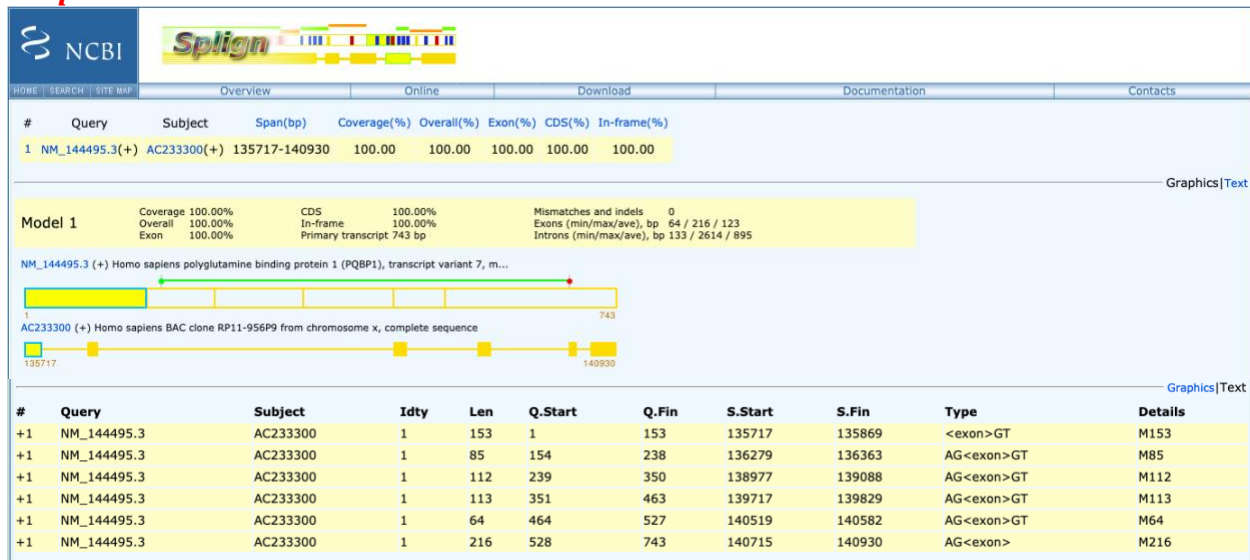 NCBI
Splign
HOME | SEARCH | SITE MAP Overview Online Download Documentation Contacts
# Query Subject Span(bp) Coverage(%) Overall(%) Exon(%) CDS(%) In-frame(%)
1 NM_144495.3(+) AC233300(+) 135717-140930 100.00 100.00 100.00 100.00 100.00
Graphics|Text
Model 1
Coverage 100.00% CDS 100.00% Mismatches and indels 0
Overall 100.00% In-frame 100.00% Exons (min/max/ave), bp 64 / 216 / 123
Exon 100.00% Primary transcript 743 bp Introns (min/max/ave), bp 133 / 2614 / 895
NM_144495.3 (+) Homo sapiens polyglutamine binding protein 1 (PQBP1), transcript variant 7, m...
1 743
AC233300 (+) Homo sapiens BAC clone RP11-956P9 from chromosome x, complete sequence
135717 140930
Graphics|Text
# Query Subject Idty Len Q.Start Q.Fin S.Start S.Fin Type Details
+1 NM_144495.3 AC233300 1 153 1 153 135717 135869 <exon>GT M153
+1 NM_144495.3 AC233300 1 85 154 238 136279 136363 AG<exon>GT M85
+1 NM_144495.3 AC233300 1 112 239 350 138977 139088 AG<exon>GT M112
+1 NM_144495.3 AC233300 1 113 351 463 139717 139829 AG<exon>GT M113
+1 NM_144495.3 AC233300 1 64 464 527 140519 140582 AG<exon>GT M64
+1 NM_144495.3 AC233300 1 216 528 743 140715 140930 AG<exon> M216